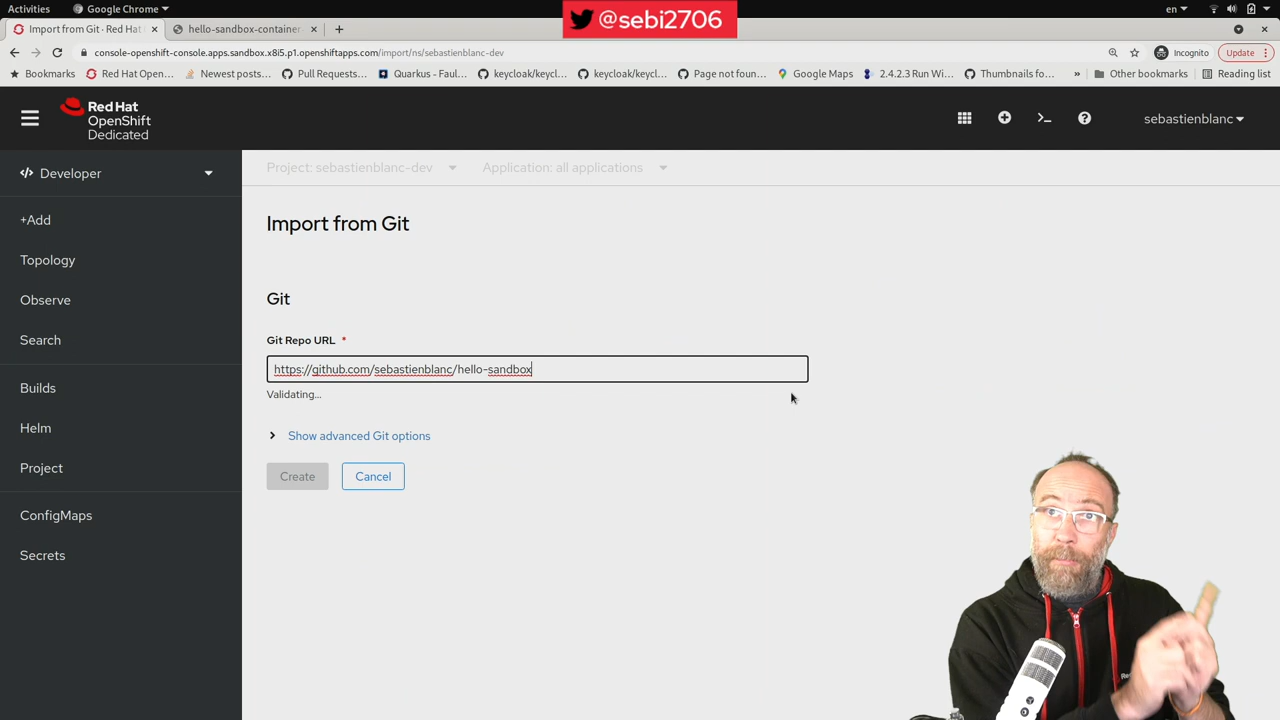 Activities
Google Chrome
@sebi2706
en
Import from Git · Red Hat
hello-sandbox-container
console-openshift-console.apps.sandbox.x8i5.p1.openshiftapps.com/import/ns/sebastienblanc-dev
Incognito
Update
Bookmarks
Red Hat Open…
Newest posts…
Pull Requests…
Quarkus - Faul…
keycloak/keycl…
keycloak/keycl…
Page not foun…
Google Maps
2.4.2.3 Run Wi…
Thumbnails fo…
»
Other bookmarks
Reading list
Red Hat
OpenShift
Dedicated
sebastienblanc
Developer
Project: sebastienblanc-dev
Application: all applications
+Add
Topology
Observe
Search
Builds
Helm
Project
ConfigMaps
Secrets
Import from Git
Git
Git Repo URL *
https://github.com/sebastienblanc/hello-sandbox
Validating...
Show advanced Git options
Create
Cancel